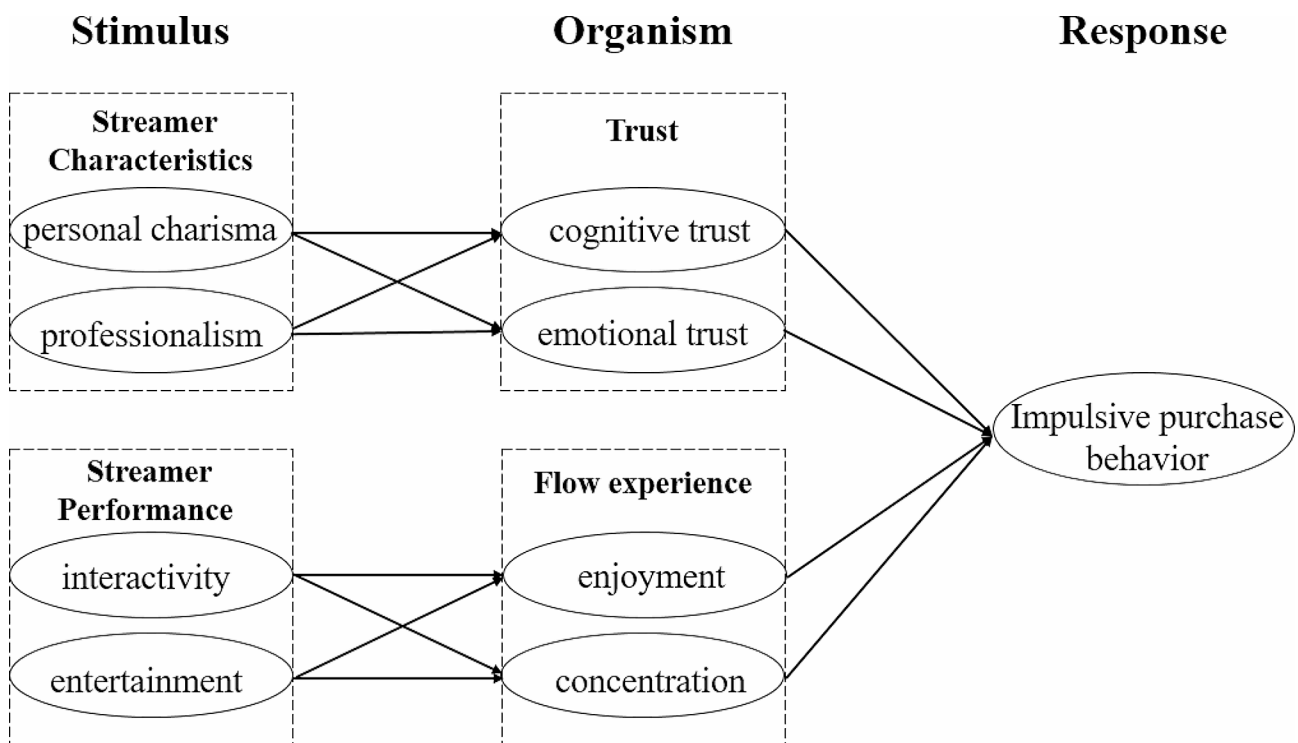 Stimulus
Organism
Response
Streamer
Characteristics
personal charisma
professionalism
Trust
cognitive trust
emotional trust
Streamer
Performance
interactivity
entertainment
Flow experience
enjoyment
concentration
Impulsive purchase
behavior